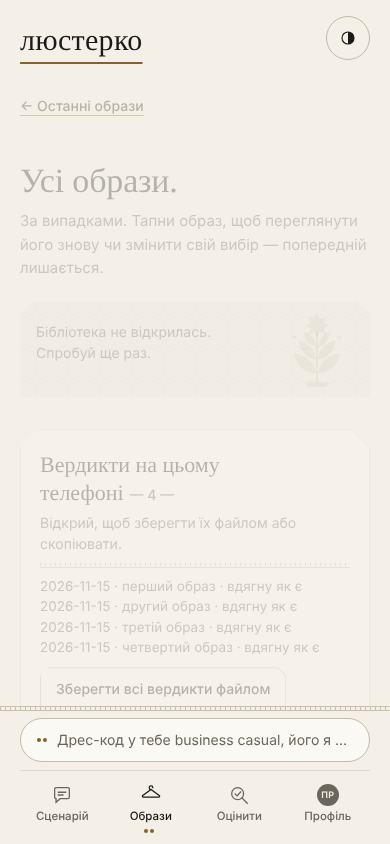 люстерко
← Останні образи
Усі образи.
За випадками. Тапни образ, щоб переглянути
його знову чи змінити свій вибір — попередній
лишається.
Бібліотека не відкрилась.
Спробуй ще раз.
Вердикти на цьому
телефоні — 4 —
Відкрий, щоб зберегти їх файлом або
скопіювати.
2026-11-15 · перший образ · вдягну як є
2026-11-15 · другий образ · вдягну як є
2026-11-15 · третій образ · вдягну як є
2026-11-15 · четвертий образ · вдягну як є
Зберегти всі вердикти файлом
Дрес-код у тебе business casual, його я ...
Сценарій
Образи
Оцінити
ПР
Профіль